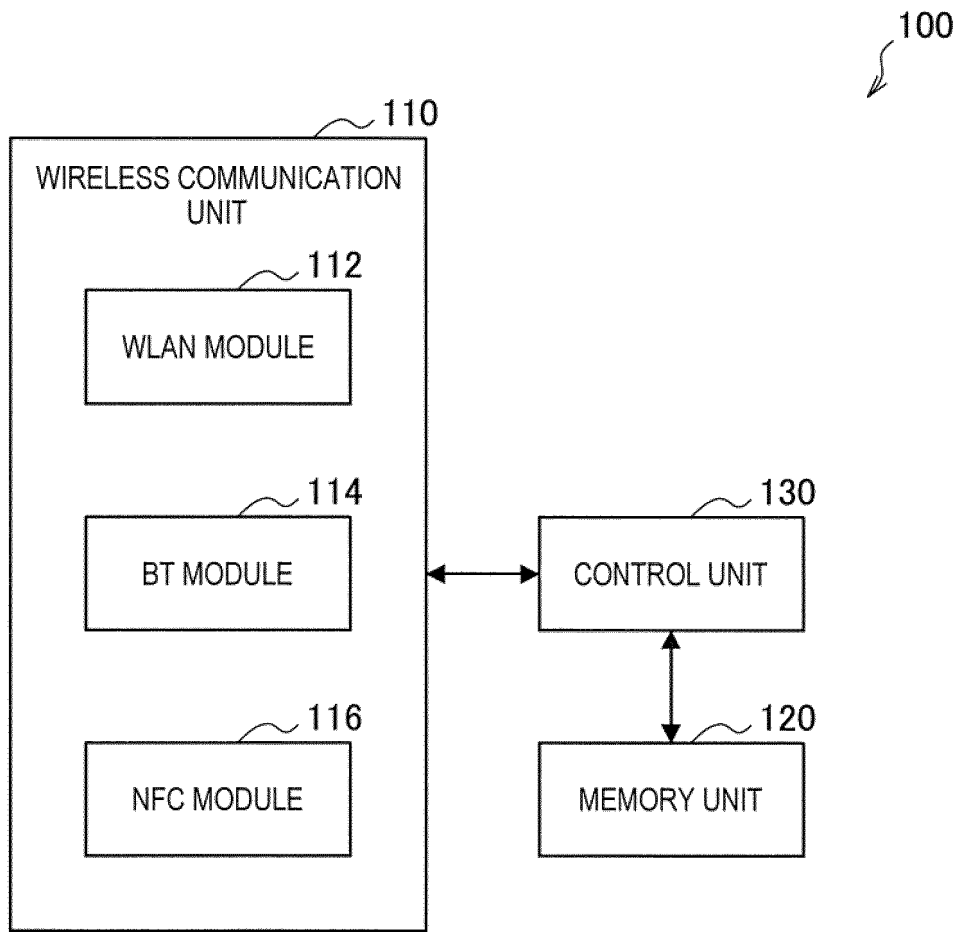 100
110
WIRELESS COMMUNICATION
UNIT
112
WLAN MODULE
114
BT MODULE
130
CONTROL UNIT
116
NFC MODULE
120
MEMORY UNIT